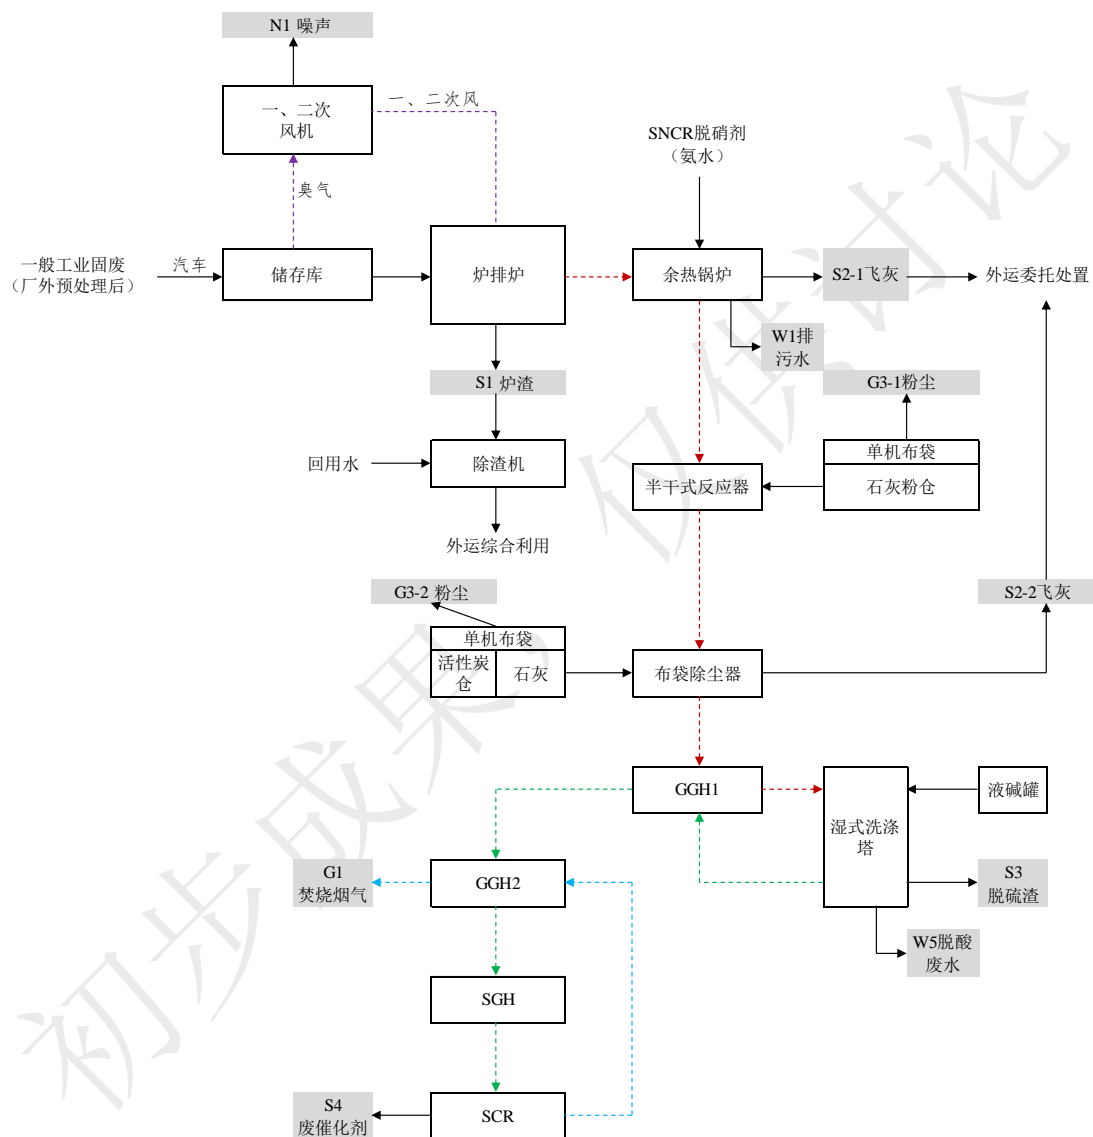 N1 噪声
一、二次
风机
一、二次风
SNCR脱硝剂
（氨水）
臭气
一般工业固废
（厂外预处理后）
汽车
储存库
炉排炉
余热锅炉
S2-1飞灰
外运委托处置
W1排
污水
S1 炉渣
G3-1粉尘
回用水
除渣机
单机布袋
石灰粉仓
半干式反应器
外运综合利用
G3-2 粉尘
S2-2飞灰
单机布袋
活性炭
仓
石灰
布袋除尘器
GGH1
液碱罐
湿式洗涤
塔
G1
焚烧烟气
GGH2
S3
脱硫渣
W5脱酸
废水
SGH
S4
废催化剂
SCR
初步成果，仅供讨论